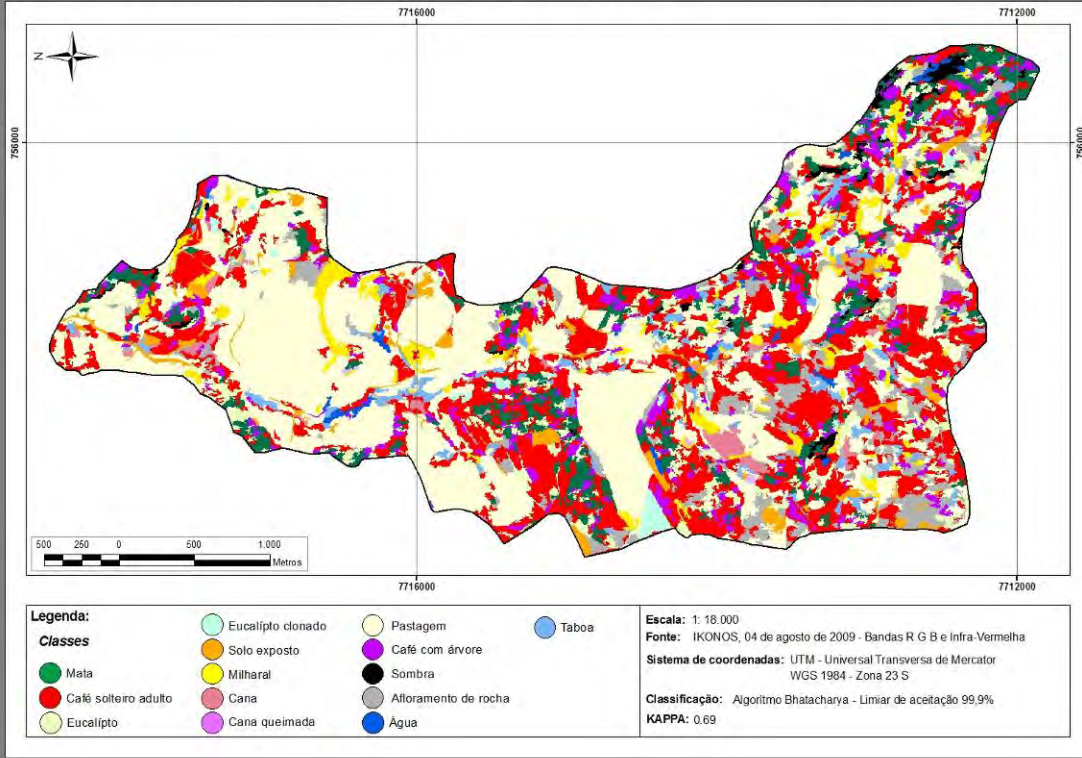 7716000
7712000
N
756000
756000
500 250 0 500 1.000
Metros
7716000
7712000
Legenda:
Classes
Mata
Café solteiro adulto
Eucalípto
Eucalípto clonado
Solo exposto
Milharal
Cana
Cana queimada
Pastagem
Café com árvore
Sombra
Afloramento de rocha
Água
Taboa
Escala: 1: 18.000
Fonte: IKONOS, 04 de agosto de 2009 - Bandas R G B e Infra-Vermelha
Sistema de coordenadas: UTM - Universal Transversa de Mercator
WGS 1984 - Zona 23 S
Classificação: Algoritmo Bhatacharya - Limiar de aceitação 99,9%
KAPPA: 0.69